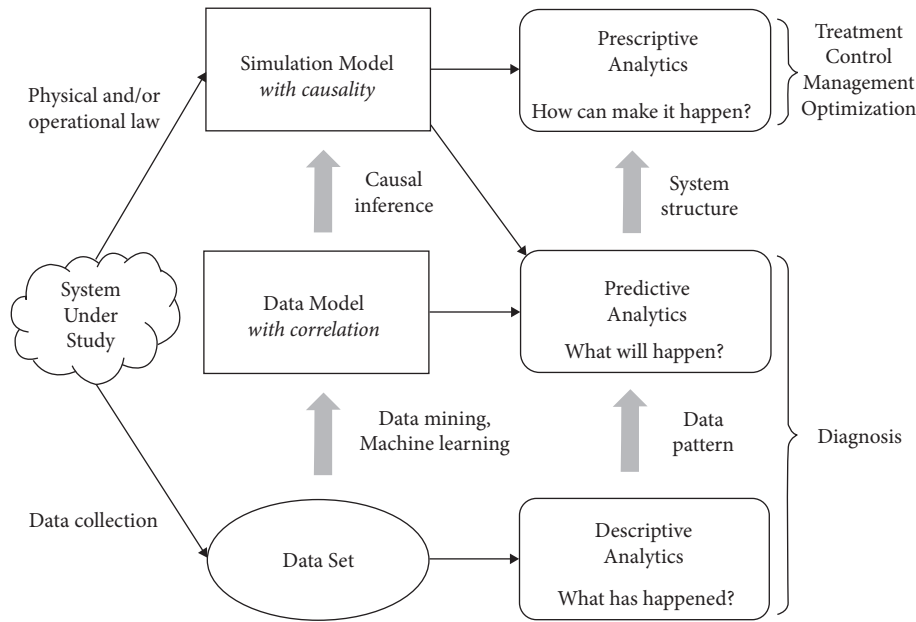 Physical and/or
operational law
Simulation Model
with causality
Prescriptive
Analytics
How can make it happen?
Treatment
Control
Management
Optimization
Causal
inference
System
structure
System
Under
Study
Data Model
with correlation
Predictive
Analytics
What will happen?
Data mining,
Machine learning
Data
pattern
Diagnosis
Data collection
Data Set
Descriptive
Analytics
What has happened?